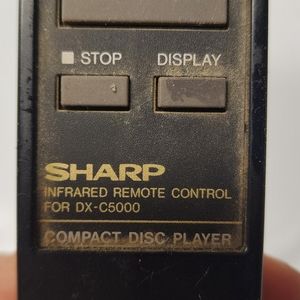 STOP DISPLAY
SHARP
INFRARED REMOTE CONTROL
FOR DX-C5000
COMPACT DISC PLAYER